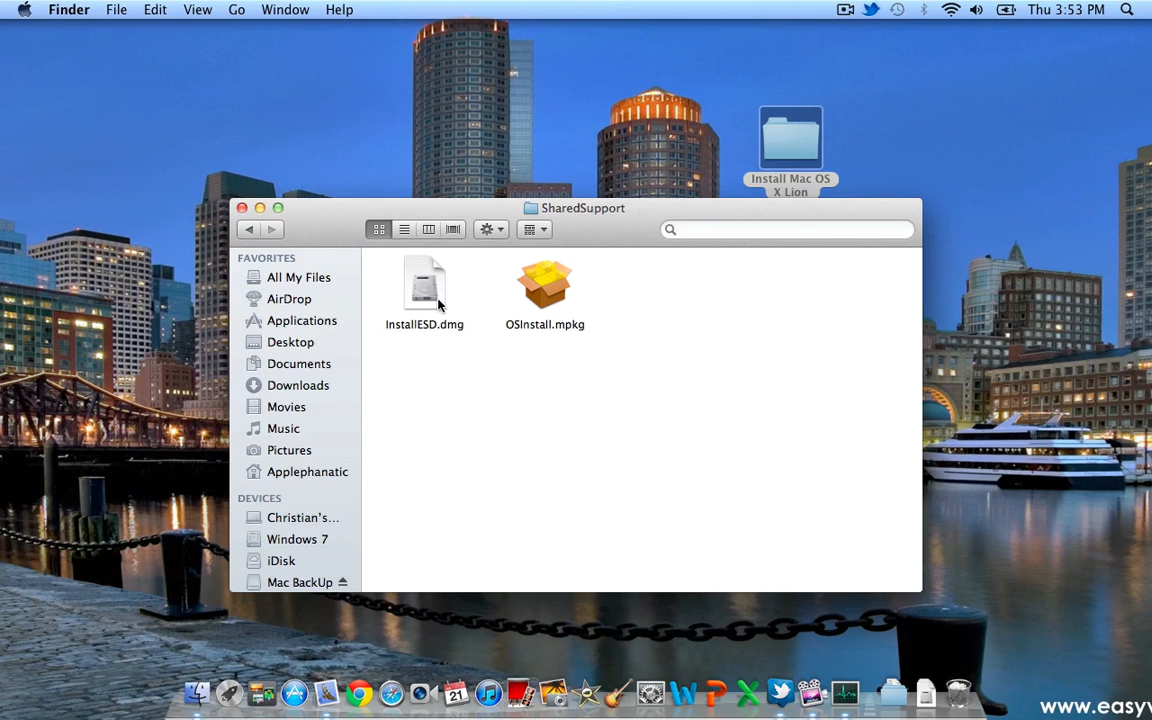 Finder File Edit View Go Window Help Thu 3:53 PM
Install Mac OS
X Lion
SharedSupport
FAVORITES
All My Files
AirDrop
Applications
Desktop
Documents
Downloads
Movies
Music
Pictures
Applephanatic
DEVICES
Christian's...
Windows 7
iDisk
Mac BackUp
InstallESD.dmg OSInstall.mpkg
21
www.easyv